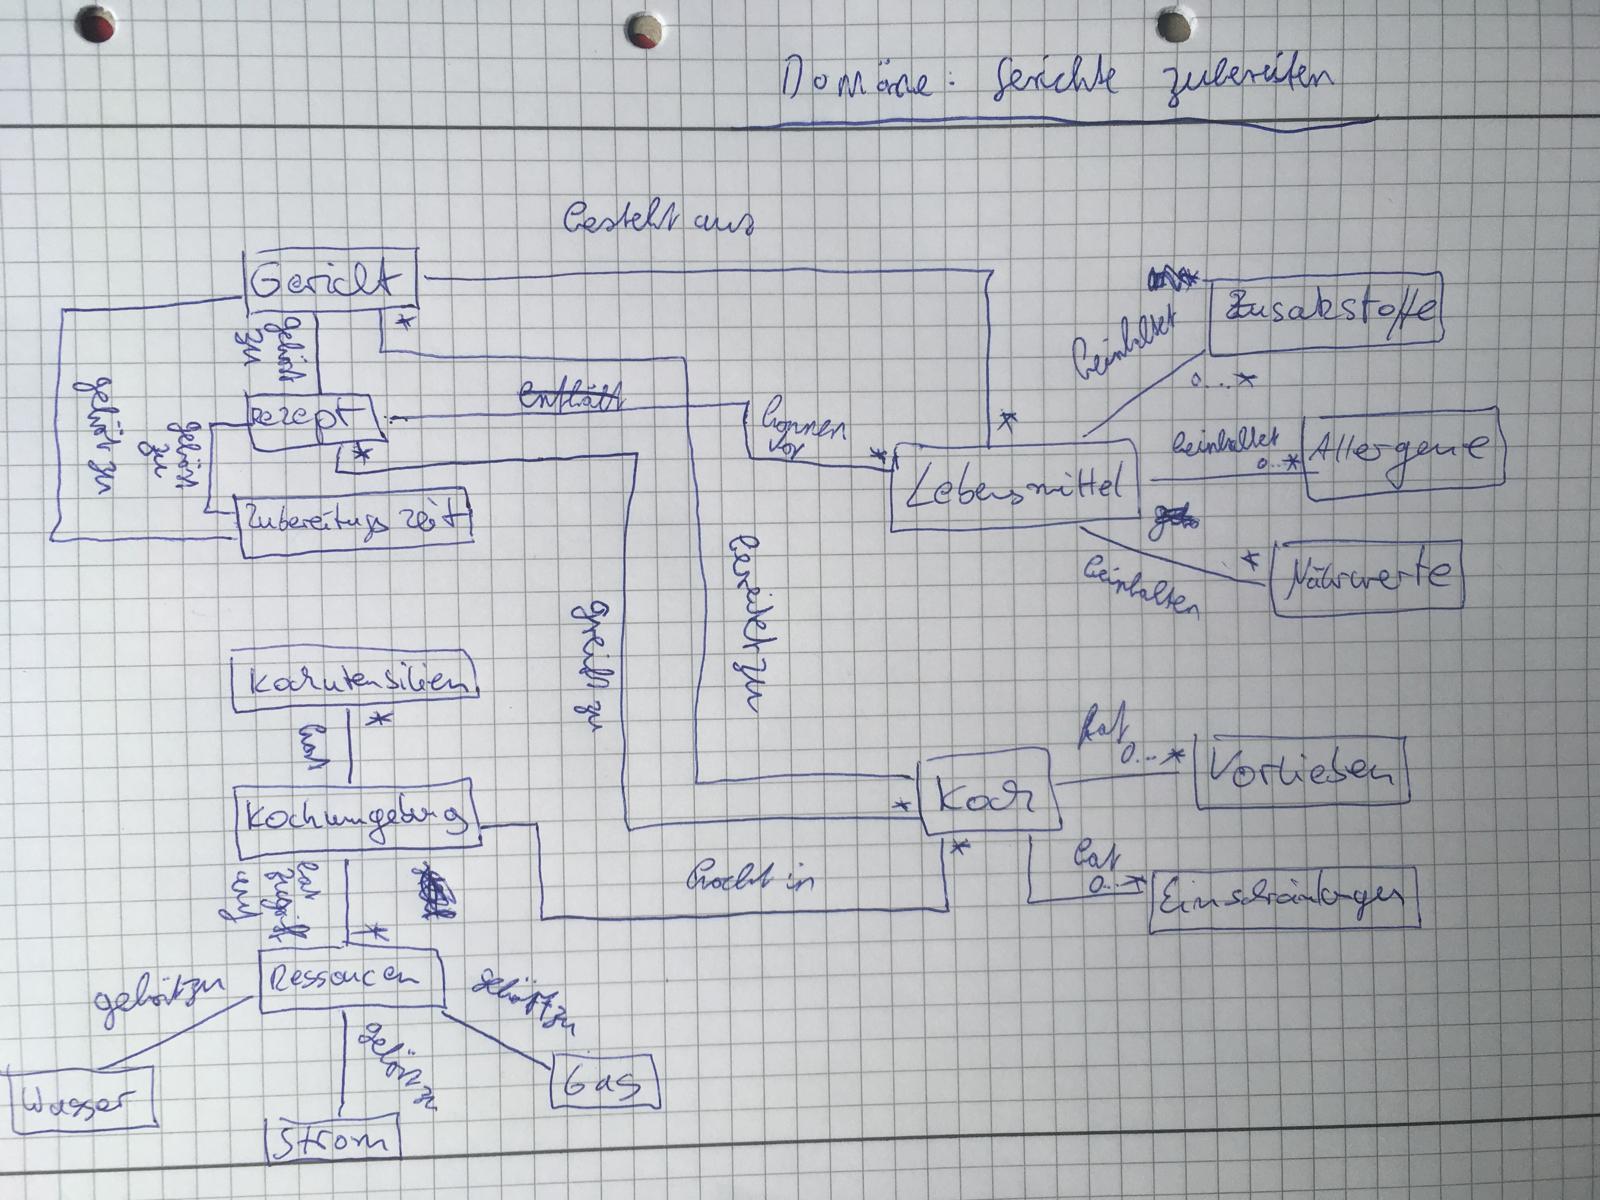 Domäne: Gerichte zubereiten
besteht aus
Gericht
*
gehört
zu
Zusatzstoffe
beinhaltet
0...*
rezept
enthält
kommen
vor
*
*
*
gehört zu
gehört
zu
Lebensmittel
beinhaltet
0..*
Allergene
Zubereitungszeit
beinhalten
*
Nährwerte
greift zu
bereitet zu
Kochutensilien
hat
*
Kochumgebung
Koch
*
*
hat
0...*
Vorlieben
hat
0..*
Einschränkungen
kocht in
hat
Zugriff
auf
*
Ressourcen
gehört zu
gehört zu
gehört zu
Wasser
Strom
Gas